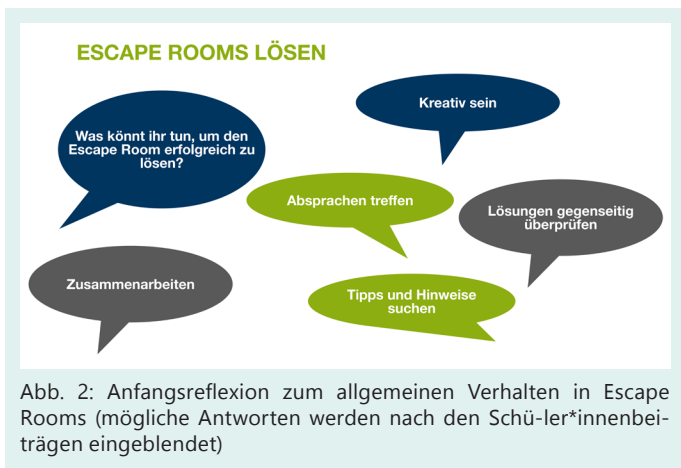 ESCAPE ROOMS LÖSEN
Kreativ sein
Was könnt ihr tun, um den
Escape Room erfolgreich zu
lösen?
Absprachen treffen
Lösungen gegenseitig
überprüfen
Zusammenarbeiten
Tipps und Hinweise
suchen
Abb. 2: Anfangsreflexion zum allgemeinen Verhalten in Escape
Rooms (mögliche Antworten werden nach den Schü-ler*innenbei-
trägen eingeblendet)